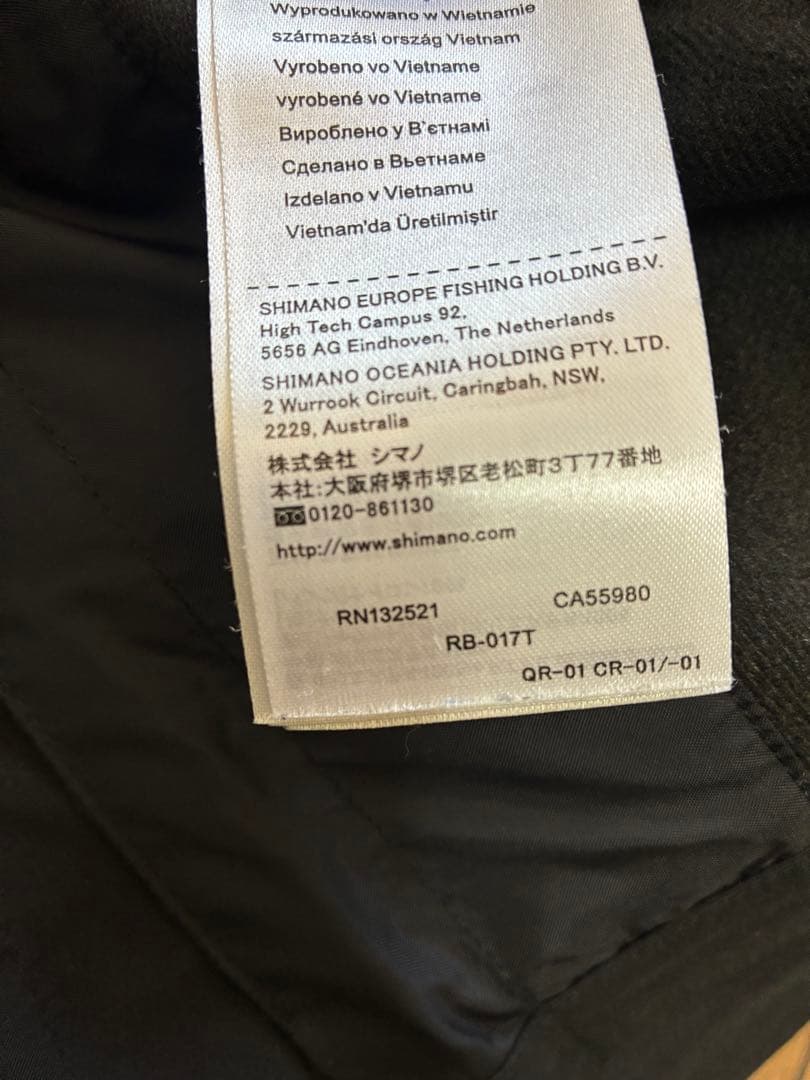 Wyprodukowano w Wietnamie
származási ország Vietnam
Vyrobeno vo Vietname
vyrobené vo Vietname
Вироблено у В`єтнамі
Сделано в Вьетнаме
Izdelano v Vietnamu
Vietnam'da Üretilmiştir
SHIMANO EUROPE FISHING HOLDING B.V.
High Tech Campus 92,
5656 AG Eindhoven, The Netherlands
SHIMANO OCEANIA HOLDING PTY. LTD.
2 Wurrook Circuit, Caringbah, NSW,
2229, Australia
株式会社 シマノ
本社:大阪府堺市堺区老松町3丁77番地
0120-861130
http://www.shimano.com
RN132521 CA55980
RB-017T
QR-01 CR-01/-01